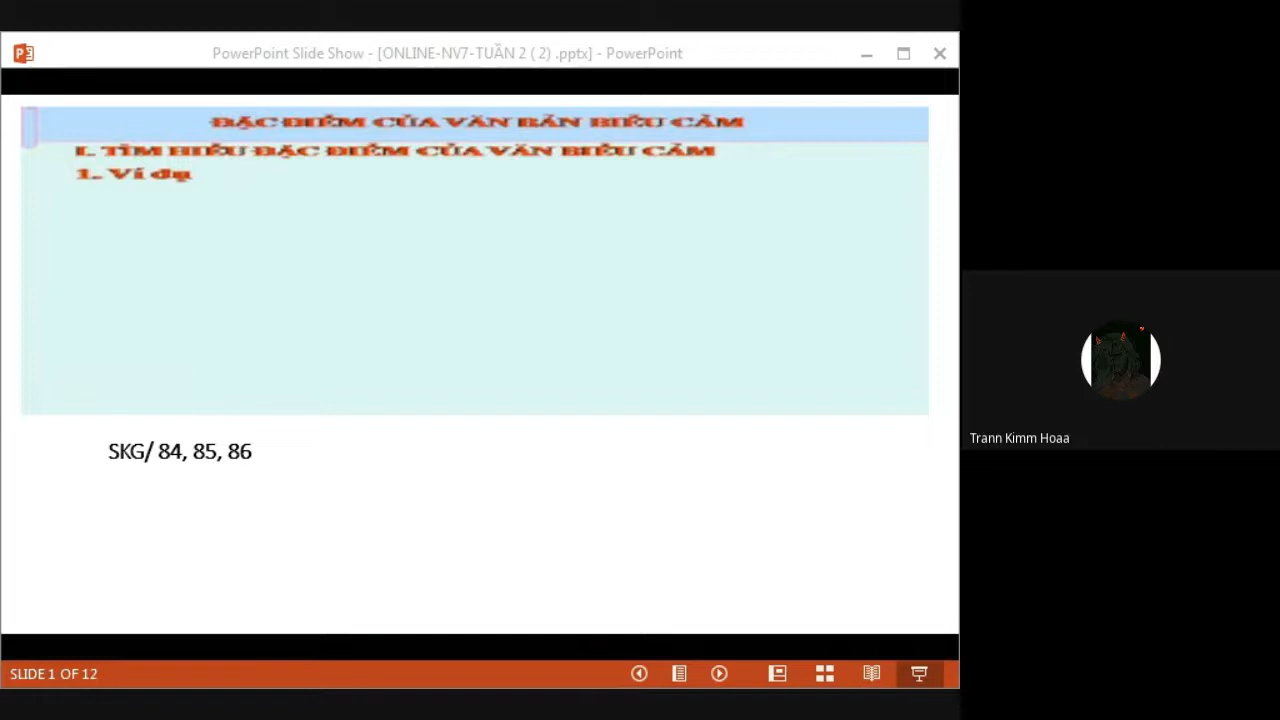 PowerPoint Slide Show - [ONLINE-NV7-TUẦN 2 ( 2) .pptx] - PowerPoint
ĐẶC ĐIỂM CỦA VĂN BẢN BIỂU CẢM
I. TÌM HIỂU ĐẶC ĐIỂM CỦA VĂN BIỂU CẢM
1. Ví dụ
SKG/ 84, 85, 86
Trann Kimm Hoaa
SLIDE 1 OF 12